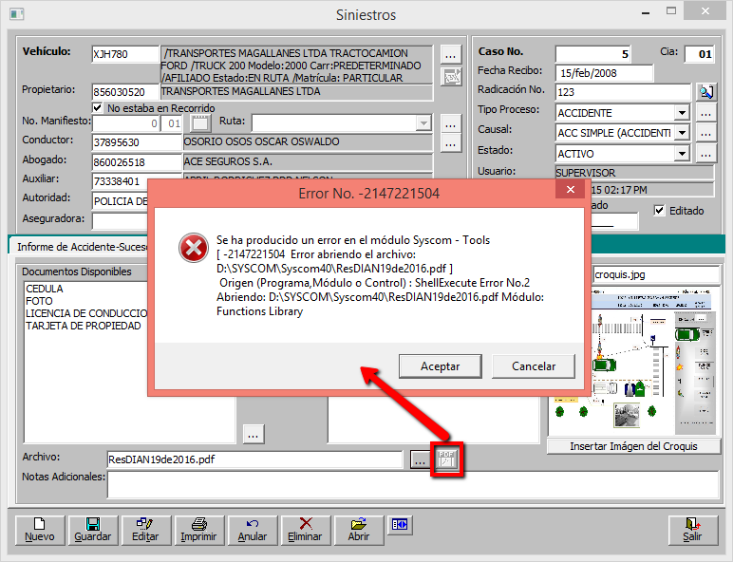 Siniestros
Vehículo: XJH780 /TRANSPORTES MAGALLANES LTDA TRACTOCAMION
FORD /TRUCK 200 Modelo:2000 Carr:PREDETERMINADO
/AFILIADO Estado:EN RUTA /Matrícula: PARTICULAR
Propietario: 856030520 TRANSPORTES MAGALLANES LTDA
No estaba en Recorrido
No. Manifiesto: 0 01 Ruta:
Conductor: 37895630 OSORIO OSOS OSCAR OSWALDO
Abogado: 860026518 ACE SEGUROS S.A.
Auxiliar: 73338401
Autoridad: POLICIA DE
Aseguradora:
Caso No. 5 Cia: 01
Fecha Recibo: 15/feb/2008
Radicación No. 123
Tipo Proceso: ACCIDENTE
Causal: ACC SIMPLE (ACCIDENTI
Estado: ACTIVO
Usuario: SUPERVISOR
15 02:17 PM
Editado
Error No. -2147221504
Se ha producido un error en el módulo Syscom - Tools
[ -2147221504 Error abriendo el archivo:
D:\SYSCOM\Syscom40\ResDIAN19de2016.pdf ]
Origen (Programa,Módulo o Control) : ShellExecute Error No.2
Abriendo: D:\SYSCOM\Syscom40\ResDIAN19de2016.pdf Módulo:
Functions Library
Aceptar Cancelar
Informe de Accidente-Suces
Documentos Disponibles
CEDULA
FOTO
LICENCIA DE CONDUCCIO
TARJETA DE PROPIEDAD
croquis.jpg
Insertar Imágen del Croquis
Archivo: ResDIAN19de2016.pdf ... PDF
Notas Adicionales:
Nuevo Guardar Editar Imprimir Anular Eliminar Abrir Salir